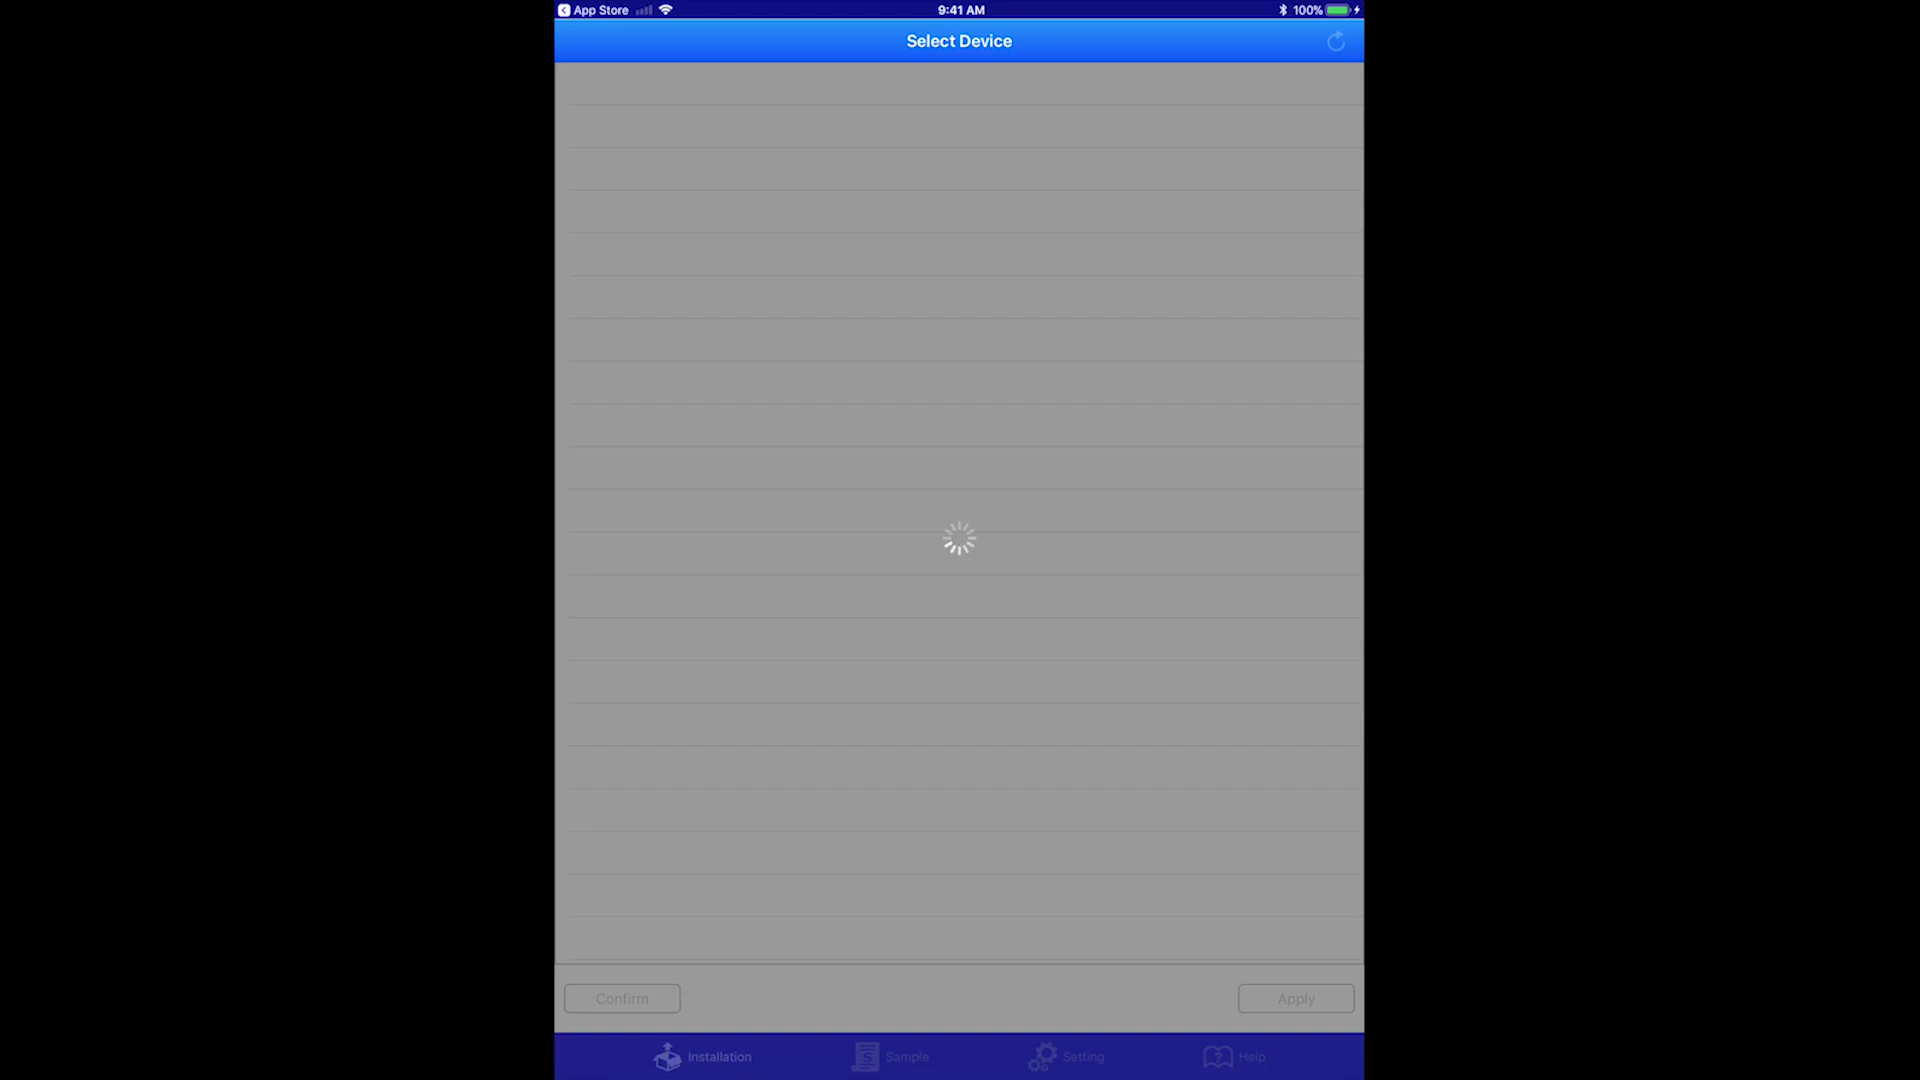 App Store 9:41 AM 100%
Select Device
Confirm Apply
Installation Sample Setting Help